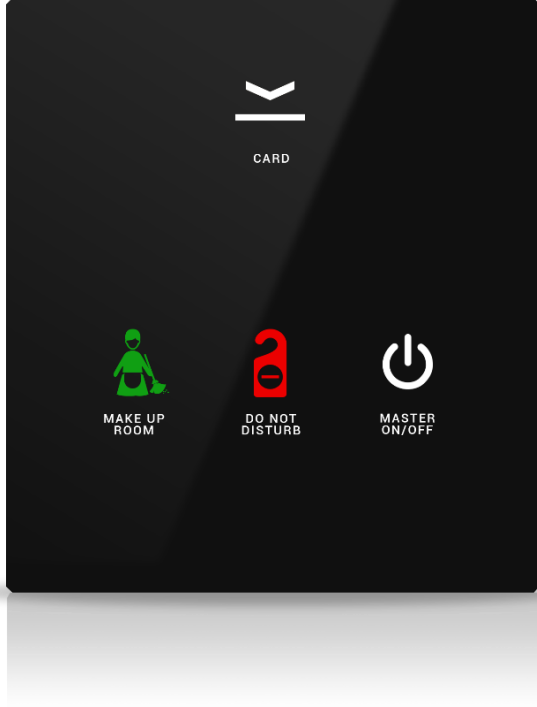 CARD
MAKE UP
ROOM
DO NOT
DISTURB
MASTER
ON/OFF